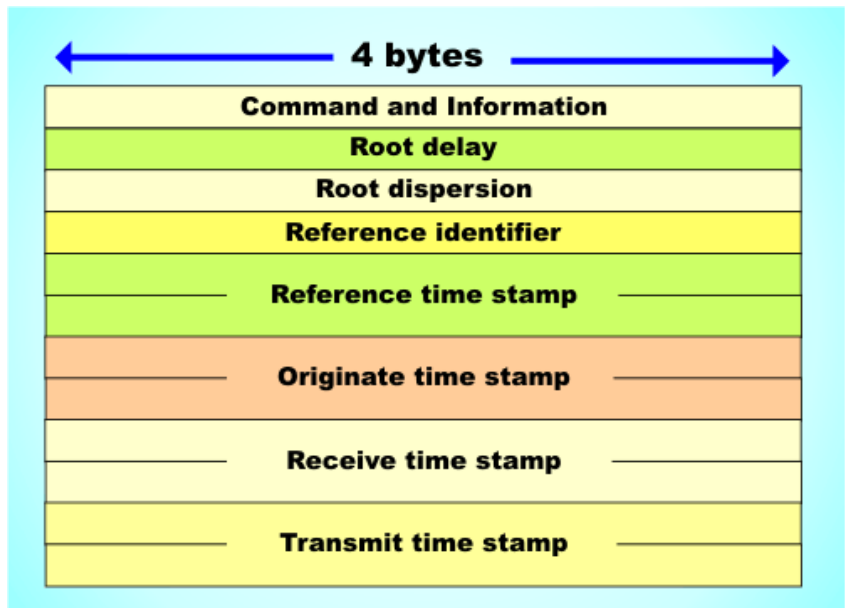 4 bytes
Command and Information
Root delay
Root dispersion
Reference identifier
Reference time stamp
Originate time stamp
Receive time stamp
Transmit time stamp